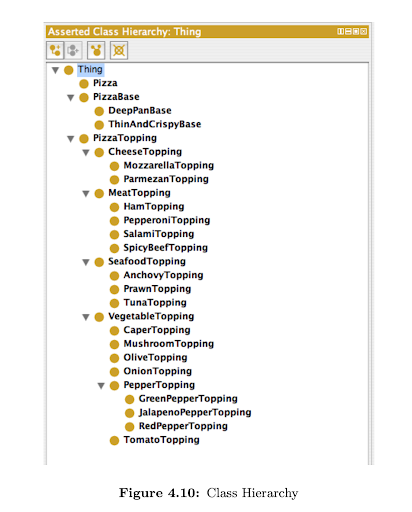 Asserted Class Hierarchy: Thing
Thing
Pizza
PizzaBase
DeepPanBase
ThinAndCrispyBase
PizzaTopping
CheeseTopping
MozzarellaTopping
ParmezanTopping
MeatTopping
HamTopping
PepperoniTopping
SalamiTopping
SpicyBeefTopping
SeafoodTopping
AnchovyTopping
PrawnTopping
TunaTopping
VegetableTopping
CaperTopping
MushroomTopping
OliveTopping
OnionTopping
PepperTopping
GreenPepperTopping
JalapenoPepperTopping
RedPepperTopping
TomatoTopping
Figure 4.10: Class Hierarchy